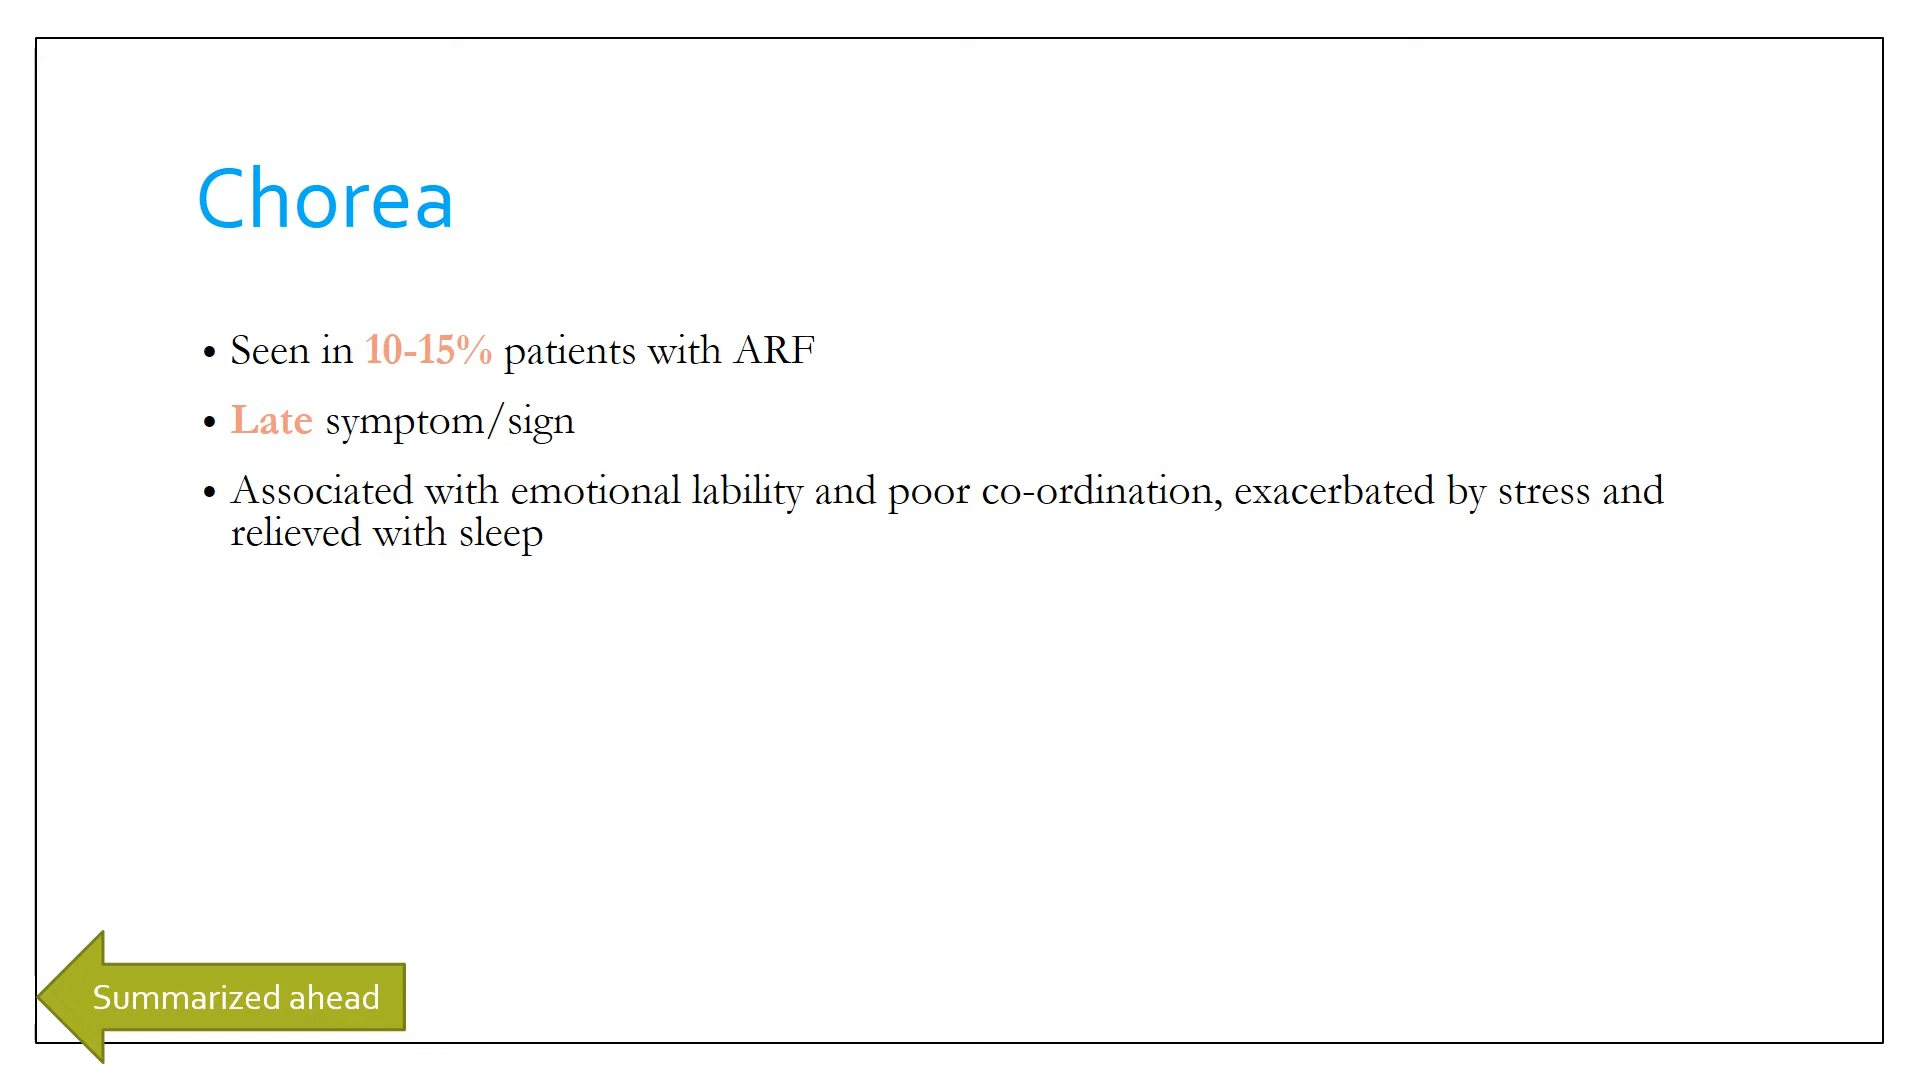 Chorea
• Seen in 10-15% patients with ARF
• Late symptom/sign
• Associated with emotional lability and poor co-ordination, exacerbated by stress and
relieved with sleep
Summarized ahead